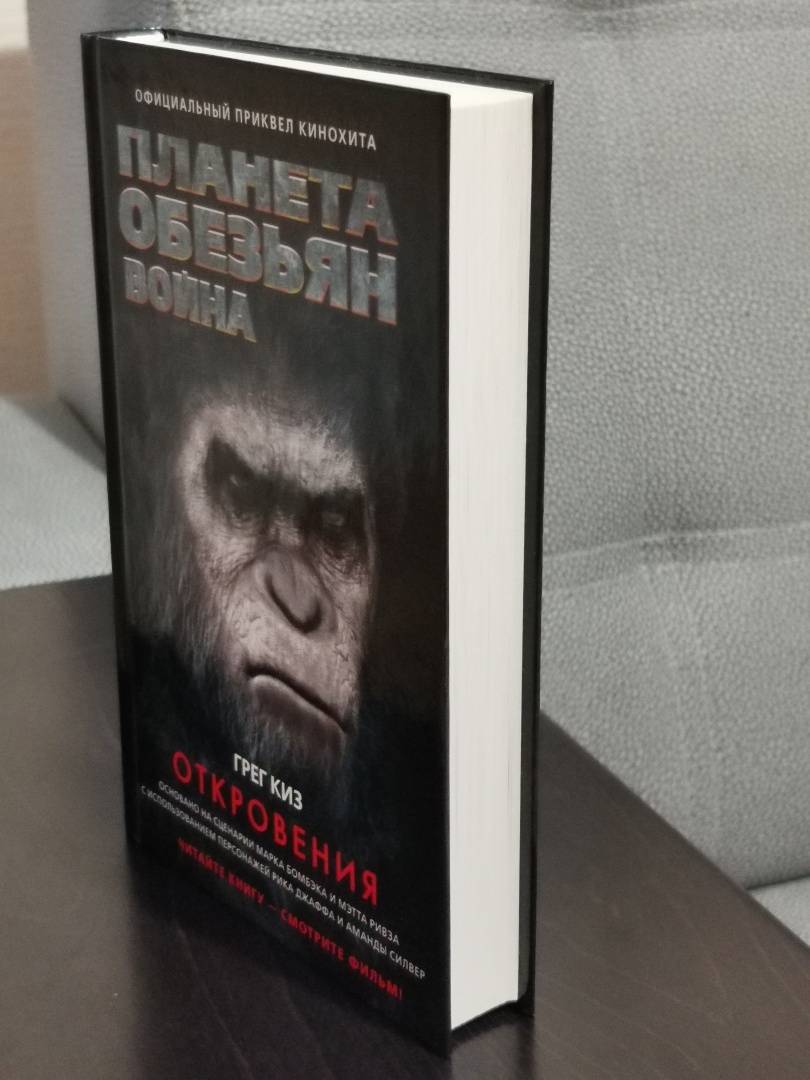 ОФИЦИАЛЬНЫЙ ПРИКВЕЛ КИНОХИТА
ПЛАНЕТА
ОБЕЗЬЯН
ВОЙНА
ГРЕГ КИЗ
ОТКРОВЕНИЯ
ОСНОВАНО НА СЦЕНАРИИ МАРКА БОМБЭКА И МЭТТА РИВЗА
С ИСПОЛЬЗОВАНИЕМ ПЕРСОНАЖЕЙ РИКА ДЖАФФА И АМАНДЫ СИЛВЕР
ЧИТАЙТЕ КНИГУ — СМОТРИТЕ ФИЛЬМ!